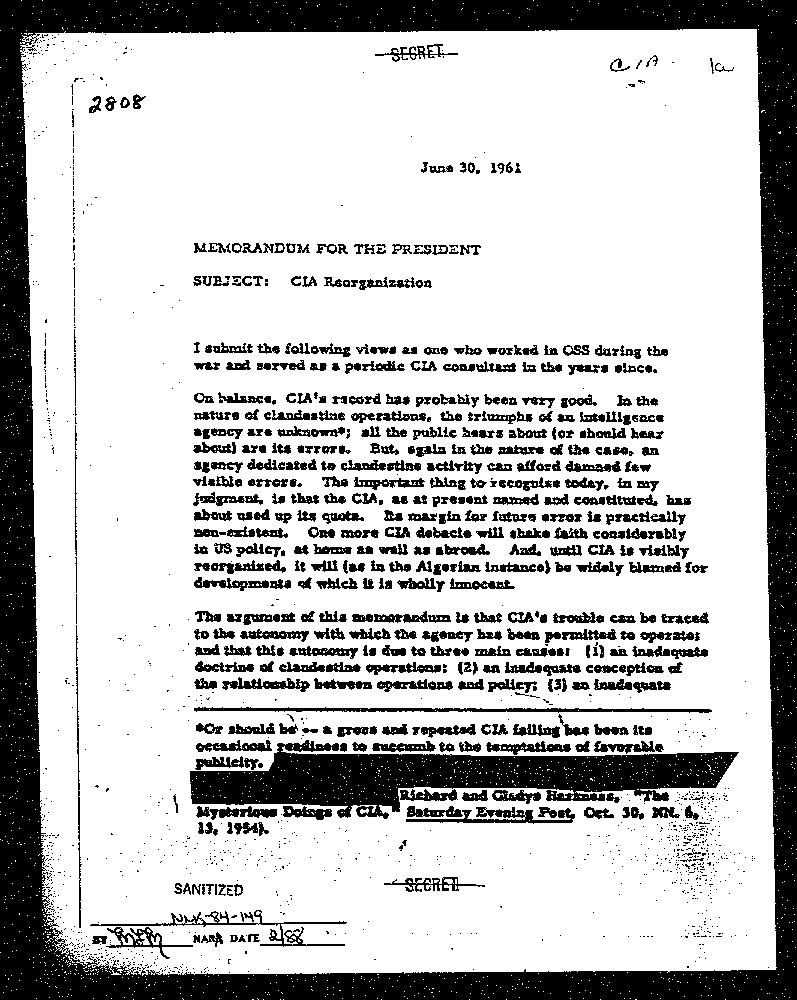 SECRET
CIA 1a
2808
June 30, 1961
MEMORANDUM FOR THE PRESIDENT
SUBJECT: CIA Reorganization
I submit the following views as one who worked in OSS during the
war and served as a periodic CIA consultant in the years since.
On balance, CIA's record has probably been very good. In the
nature of clandestine operations, the triumphs of an intelligence
agency are unknown*; all the public hears about (or should hear
about) are its errors. But, again in the nature of the case, an
agency dedicated to clandestine activity can afford damned few
visible errors. The important thing to recognize today, in my
judgment, is that the CIA, as at present named and constituted, has
about used up its quota. Its margin for future error is practically
non-existent. One more CIA debacle will shake faith considerably
in US policy, at home as well as abroad. And, until CIA is visibly
reorganized, it will (as in the Algerian instance) be widely blamed for
developments of which it is wholly innocent.
The argument of this memorandum is that CIA's trouble can be traced
to the autonomy with which the agency has been permitted to operate;
and that this autonomy is due to three main causes: (1) an inadequate
doctrine of clandestine operations; (2) an inadequate conception of
the relationship between operations and policy; (3) an inadequate
*Or should be -- a gross and repeated CIA failing has been its
occasional readiness to succumb to the temptations of favorable
publicity.
Richard and Gladys Harkness, "The
Mysterious Doings of CIA," Saturday Evening Post, Oct. 30, NN. 6,
13, 1954).
SECRET
SANITIZED
NLK-84-149
BY MSM NARA DATE 2/88